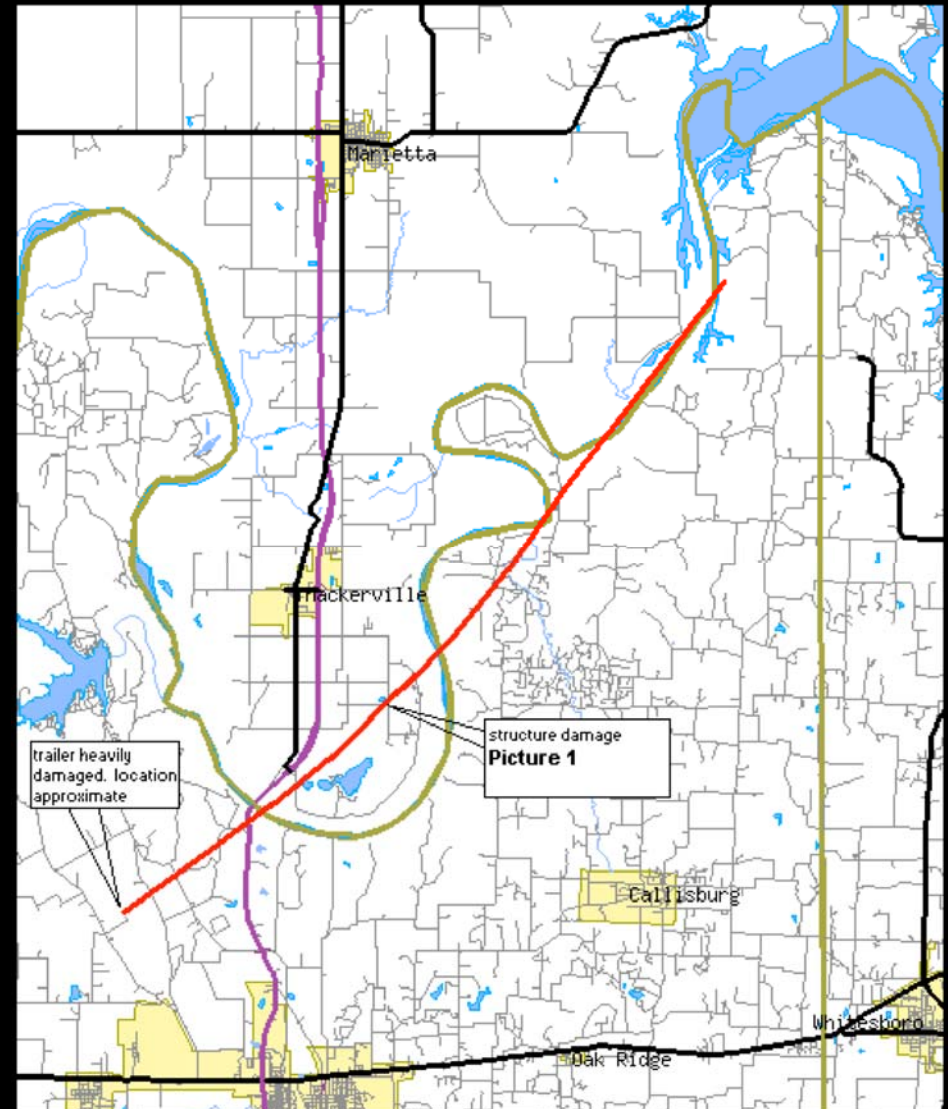 Marietta
Thackerville
structure damage
Picture 1
trailer heavily
damaged. location
approximate
Callisburg
Whitesboro
Oak Ridge